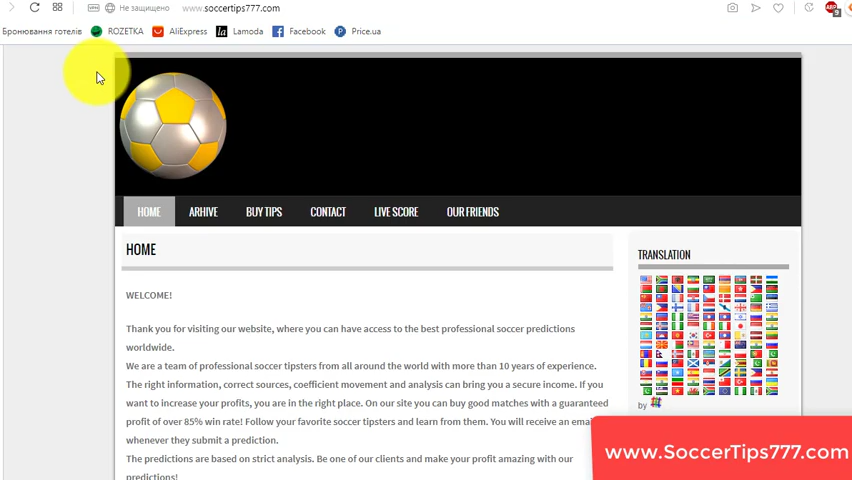 VPN Не защищено www.soccertips777.com
Бронювання готелів ROZETKA AliExpress la Lamoda Facebook P Price.ua
HOME ARHIVE BUY TIPS CONTACT LIVE SCORE OUR FRIENDS
HOME
WELCOME!
Thank you for visiting our website, where you can have access to the best professional soccer predictions
worldwide.
We are a team of professional soccer tipsters from all around the world with more than 10 years of experience.
The right information, correct sources, coefficient movement and analysis can bring you a secure income. If you
want to increase your profits, you are in the right place. On our site you can buy good matches with a guaranteed
profit of over 85% win rate! Follow your favorite soccer tipsters and learn from them. You will receive an ema
whenever they submit a prediction.
The predictions are based on strict analysis. Be one of our clients and make your profit amazing with our
predictions!
TRANSLATION
by
www.SoccerTips777.com